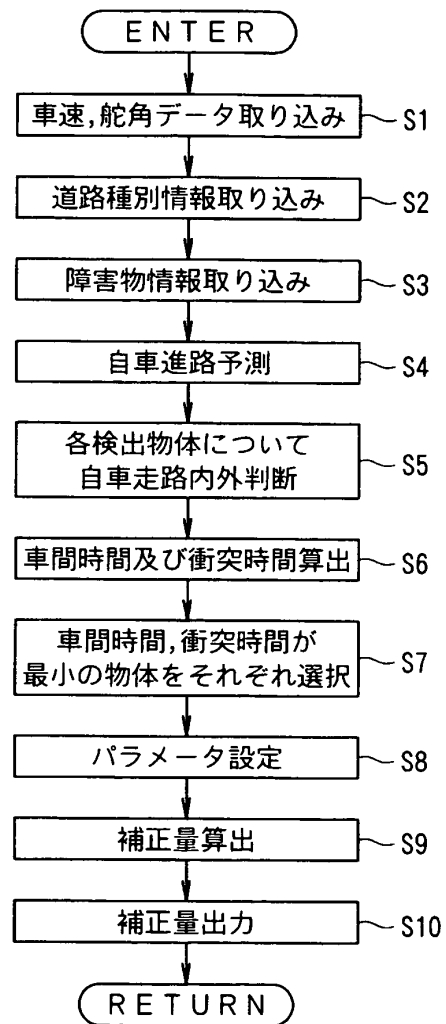 ENTER
車速,舵角データ取り込み S1
道路種別情報取り込み S2
障害物情報取り込み S3
自車進路予測 S4
各検出物体について
自車走路内外判断 S5
車間時間及び衝突時間算出 S6
車間時間,衝突時間が
最小の物体をそれぞれ選択 S7
パラメータ設定 S8
補正量算出 S9
補正量出力 S10
RETURN